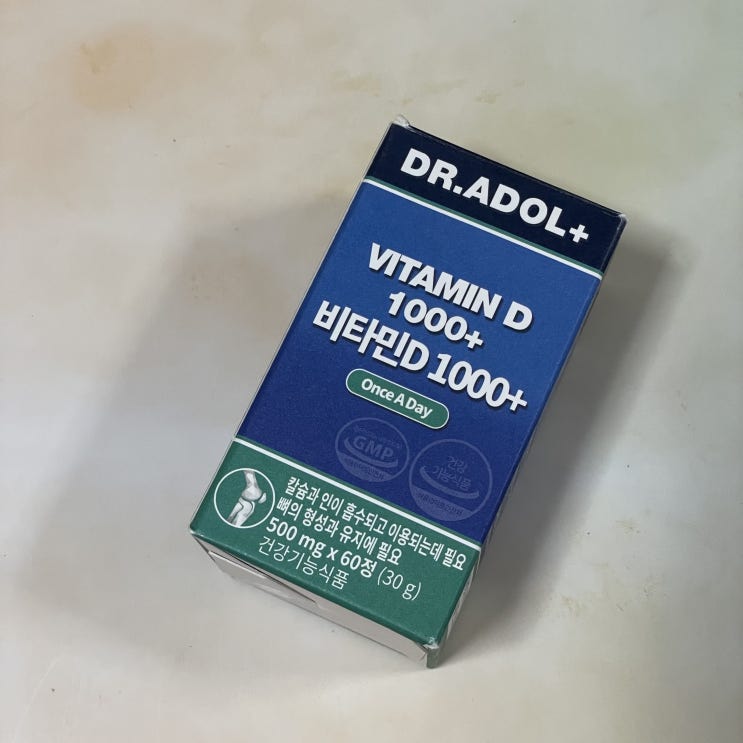 DR.ADOL+
VITAMIN D
1000+
비타민D 1000+
Once A Day
GMP
건강
기능식품
칼슘과 인이 흡수되고 이용되는데 필요
뼈의 형성과 유지에 필요
500 mg x 60정 (30 g)
건강기능식품